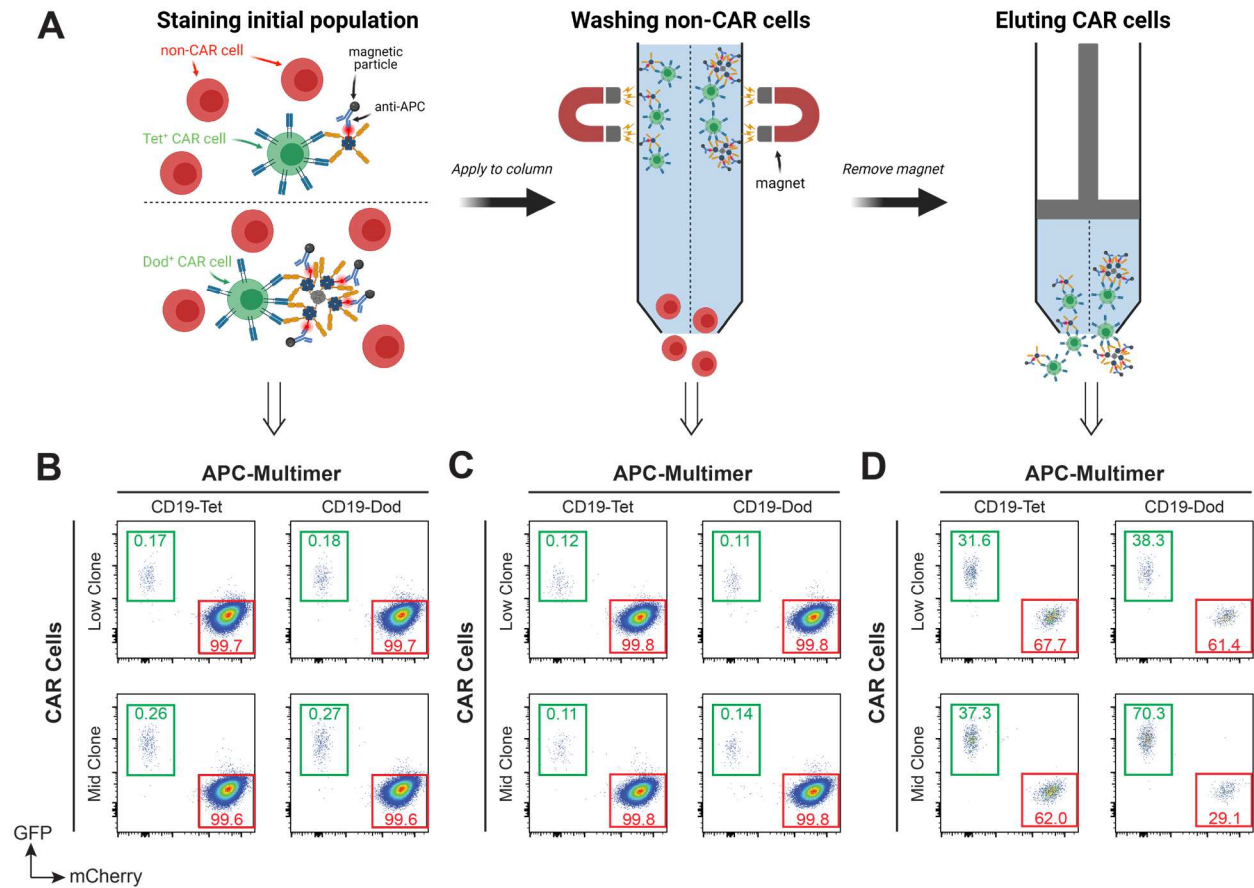 A
Staining initial population
Washing non-CAR cells
Eluting CAR cells
non-CAR cell
magnetic
particle
anti-APC
Tet⁺ CAR cell
Apply to column
magnet
Remove magnet
Dod⁺ CAR cell
B
APC-Multimer
CD19-Tet
CD19-Dod
CAR Cells
Low Clone
0.17
99.7
0.18
99.7
Mid Clone
0.26
99.6
0.27
99.6
GFP
mCherry
C
APC-Multimer
CD19-Tet
CD19-Dod
CAR Cells
Low Clone
0.12
99.8
0.11
99.8
Mid Clone
0.11
99.8
0.14
99.8
D
APC-Multimer
CD19-Tet
CD19-Dod
CAR Cells
Low Clone
31.6
67.7
38.3
61.4
Mid Clone
37.3
62.0
70.3
29.1